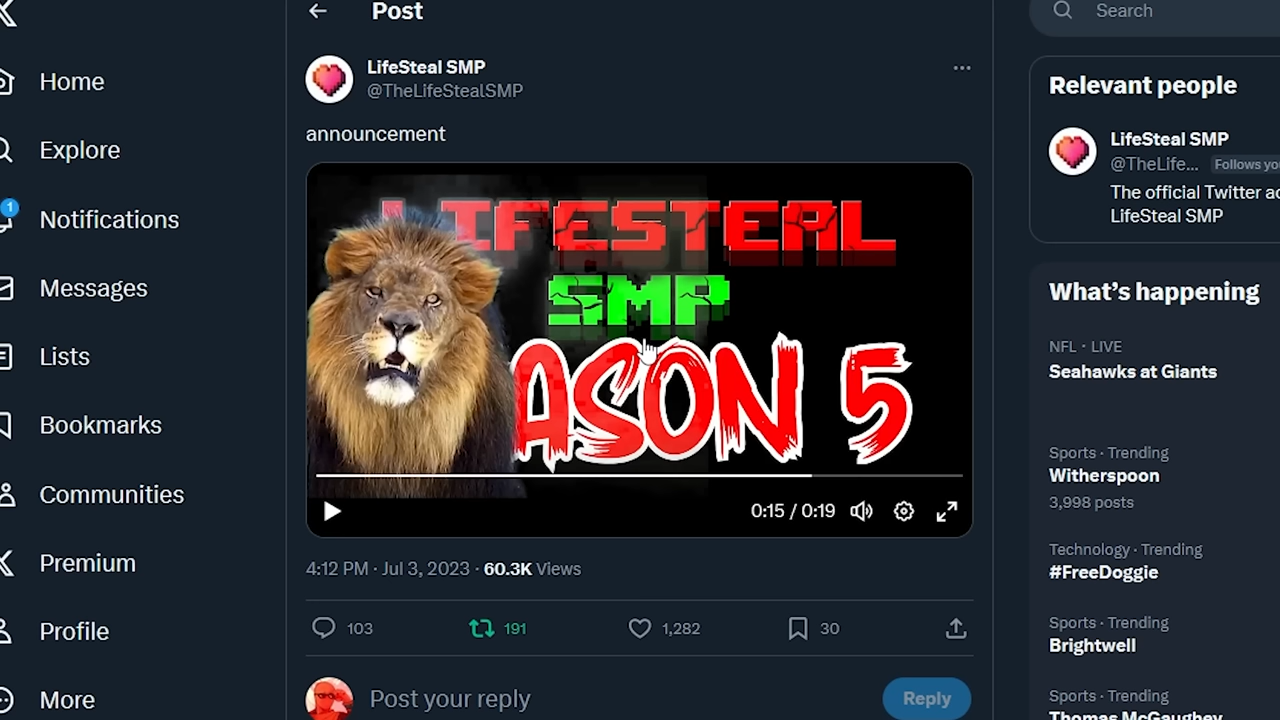 Post
Search
Home
Explore
1
Notifications
Messages
Lists
Bookmarks
Communities
Premium
Profile
More
LifeSteal SMP
@TheLifeStealSMP
announcement
LIFESTEAL
SMP
ASON 5
0:15 / 0:19
4:12 PM · Jul 3, 2023 · 60.3K Views
103
191
1,282
30
Post your reply
Reply
Relevant people
LifeSteal SMP
@TheLife... Follows yo
The official Twitter a
LifeSteal SMP
What's happening
NFL · LIVE
Seahawks at Giants
Sports · Trending
Witherspoon
3,998 posts
Technology · Trending
#FreeDoggie
Sports · Trending
Brightwell
Sports · Trending
Thomas McGaughey